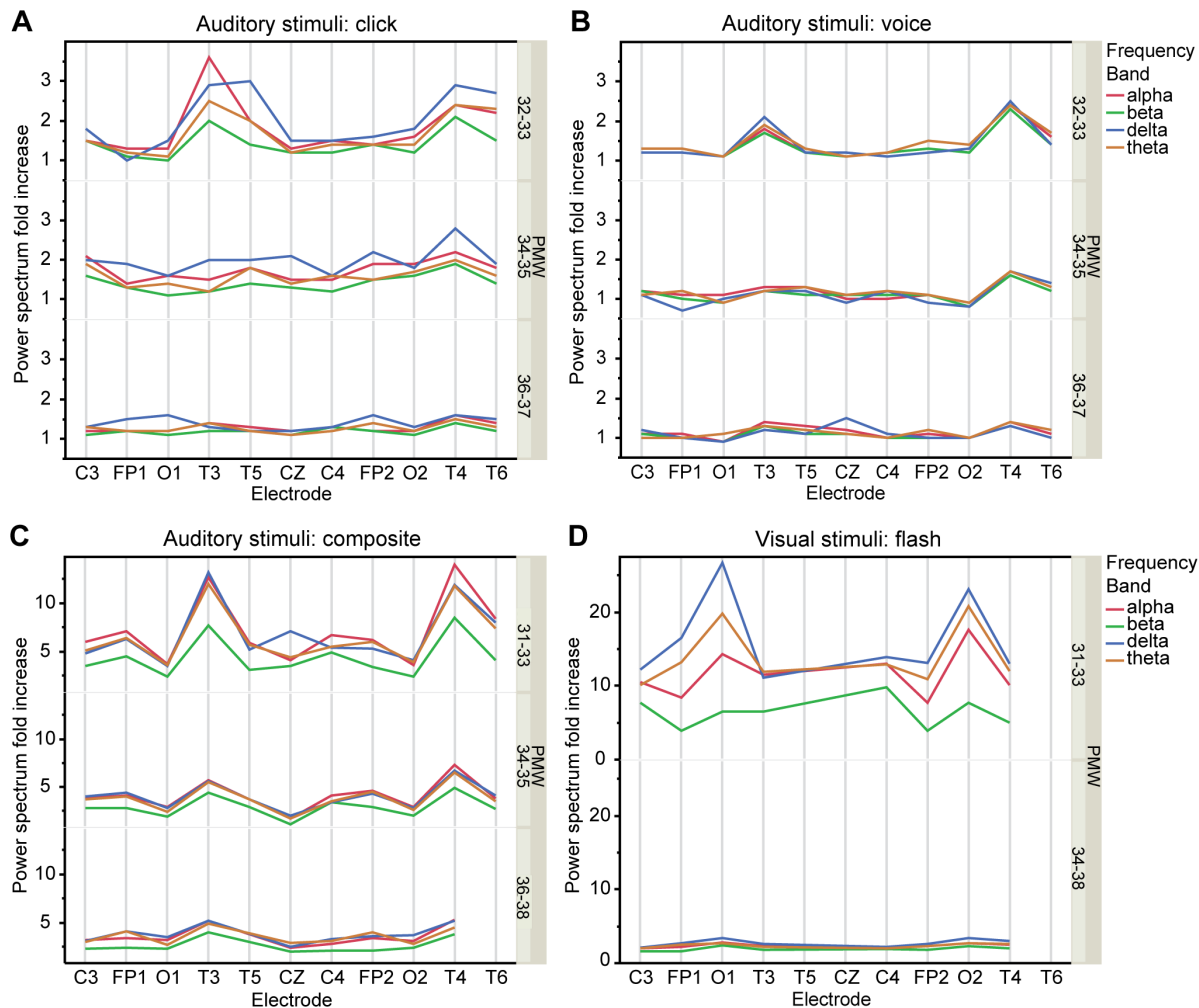 A
Auditory stimuli: click
Power spectrum fold increase
3
2
1
3
2
1
3
2
1
32-33
34-35
36-37
PMW
C3 FP1 O1 T3 T5 CZ C4 FP2 O2 T4 T6
Electrode
B
Auditory stimuli: voice
Power spectrum fold increase
3
2
1
3
2
1
3
2
1
32-33
34-35
36-37
PMW
C3 FP1 O1 T3 T5 CZ C4 FP2 O2 T4 T6
Electrode
Frequency
Band
alpha
beta
delta
theta
C
Auditory stimuli: composite
Power spectrum fold increase
10
5
10
5
10
5
31-33
34-35
36-38
PMW
C3 FP1 O1 T3 T5 CZ C4 FP2 O2 T4 T6
Electrode
D
Visual stimuli: flash
Power spectrum fold increase
20
10
0
20
10
0
31-33
34-38
PMW
C3 FP1 O1 T3 T5 CZ C4 FP2 O2 T4 T6
Electrode
Frequency
Band
alpha
beta
delta
theta